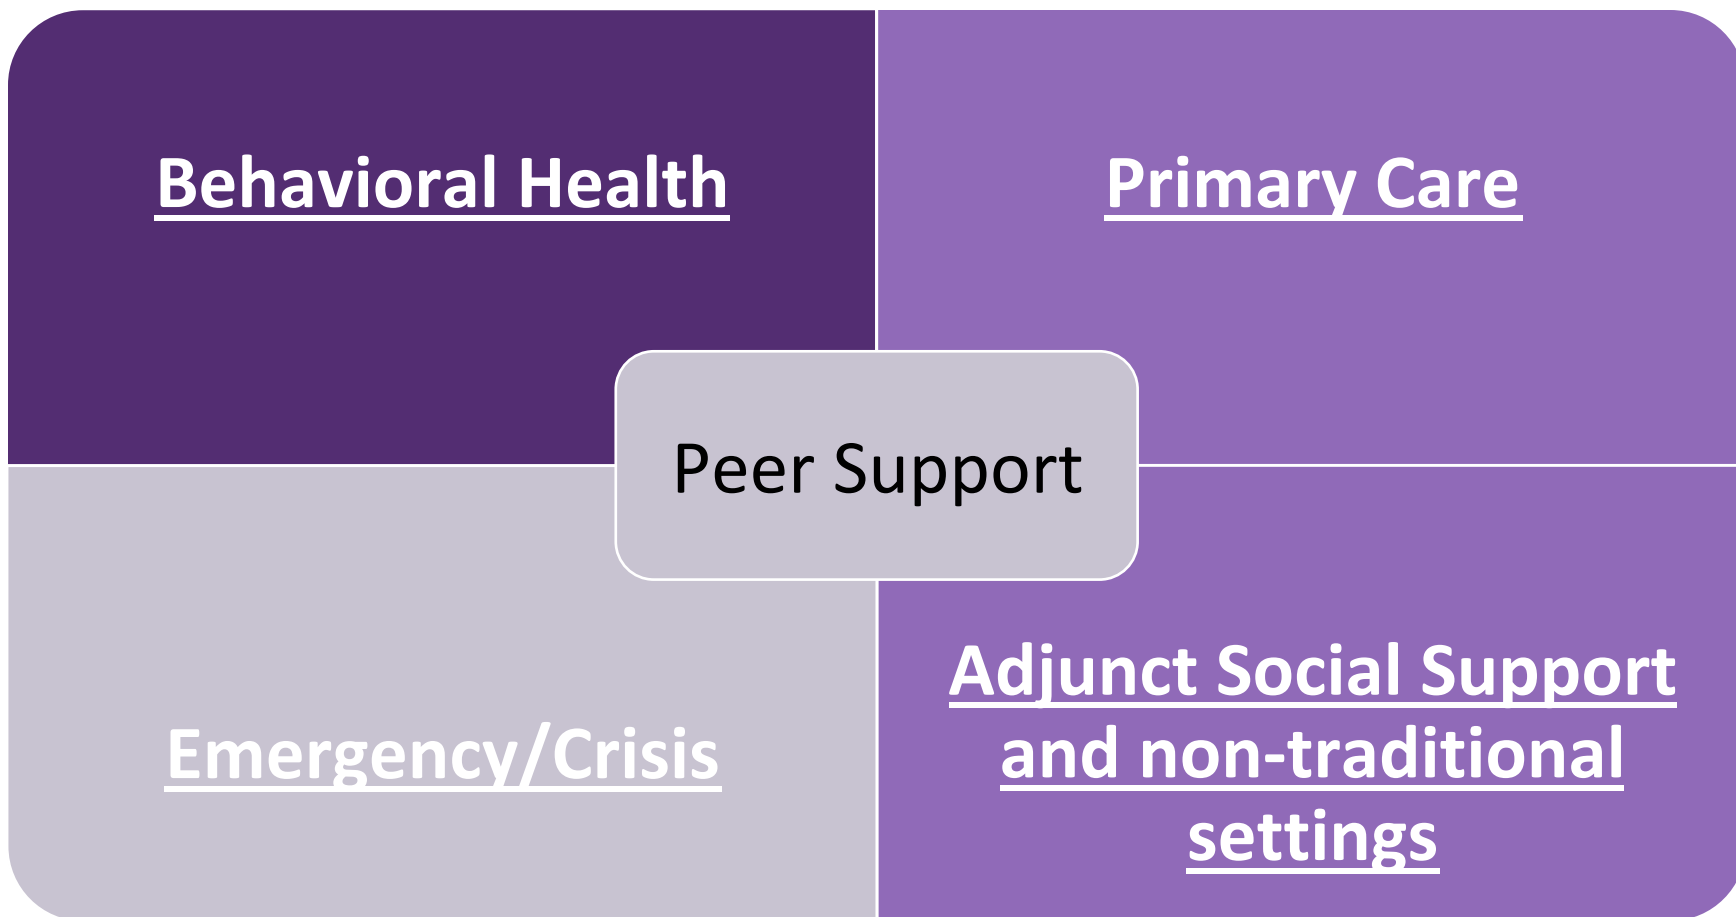 Behavioral Health
Primary Care
Peer Support
Emergency/Crisis
Adjunct Social Support
and non-traditional
settings